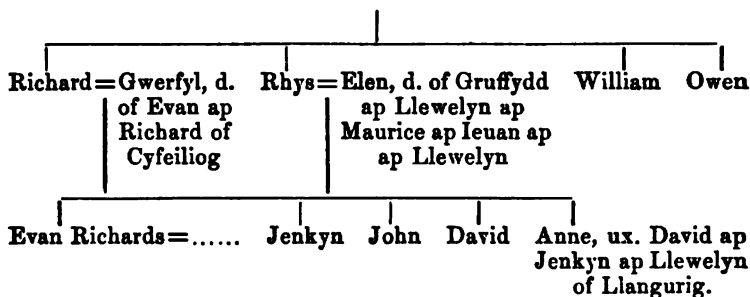 Richard=Gwerfyl, d. Rhys=Elen, d. of Gruffydd William Owen
of Evan ap ap Llewelyn ap
Richard of Maurice ap Ieuan ap
Cyfeiliog ap Llewelyn
Evan Richards=...... Jenkyn John David Anne, ux. David ap
Jenkyn ap Llewelyn
of Llangurig.